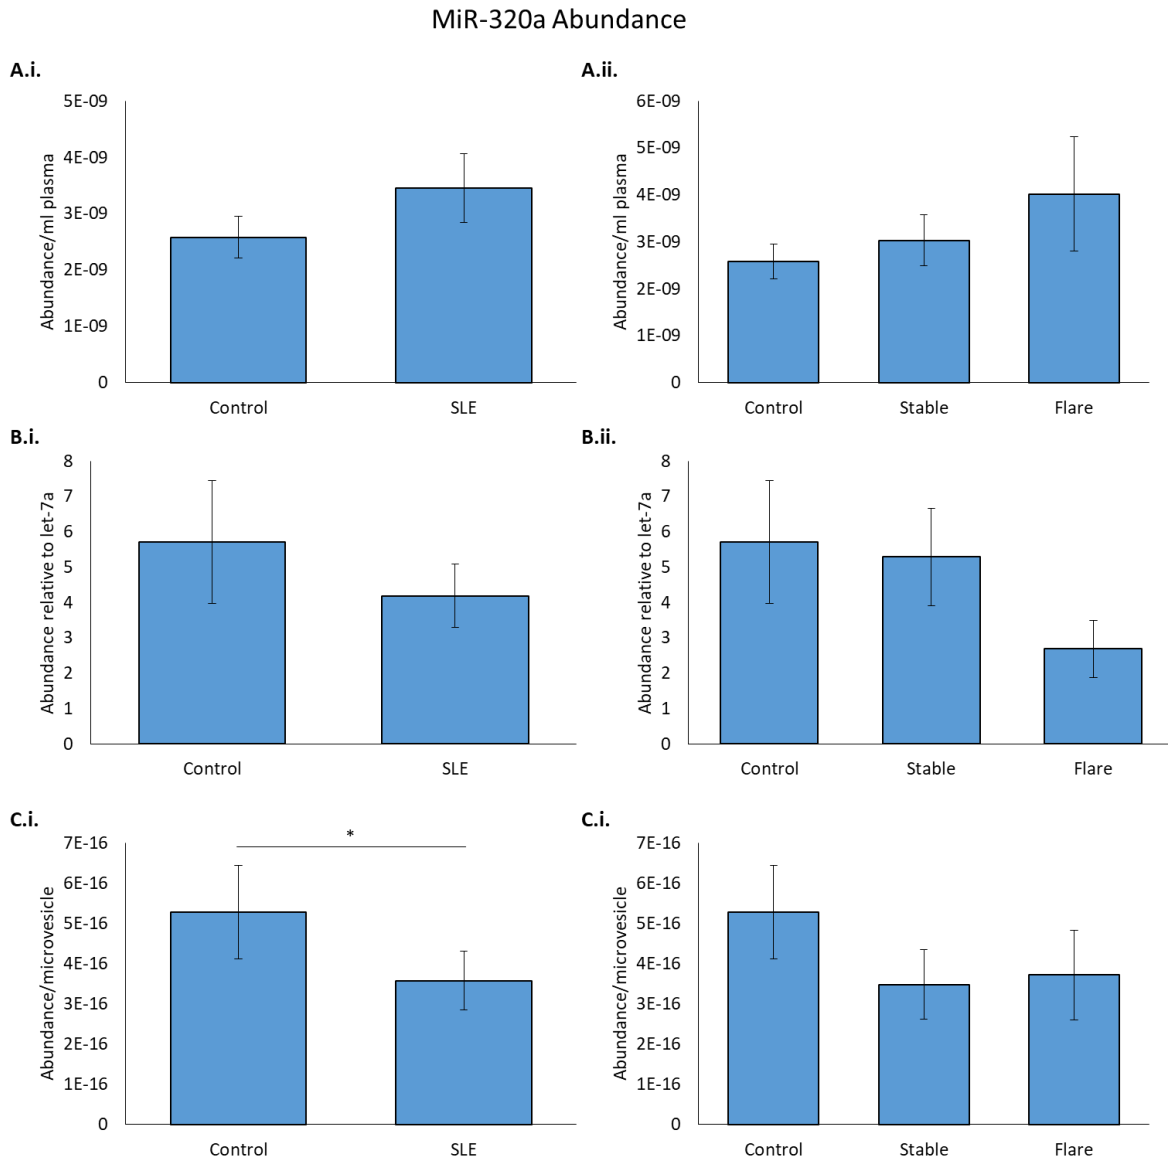 MiR-320a Abundance
A.i.
Abundance/ml plasma
5E-09
4E-09
3E-09
2E-09
1E-09
0
Control
SLE
A.ii.
Abundance/ml plasma
6E-09
5E-09
4E-09
3E-09
2E-09
1E-09
0
Control
Stable
Flare
B.i.
Abundance relative to let-7a
8
7
6
5
4
3
2
1
0
Control
SLE
B.ii.
Abundance relative to let-7a
8
7
6
5
4
3
2
1
0
Control
Stable
Flare
C.i.
Abundance/microvesicle
7E-16
6E-16
5E-16
4E-16
3E-16
2E-16
1E-16
0
*
Control
SLE
C.i.
Abundance/microvesicle
7E-16
6E-16
5E-16
4E-16
3E-16
2E-16
1E-16
0
Control
Stable
Flare